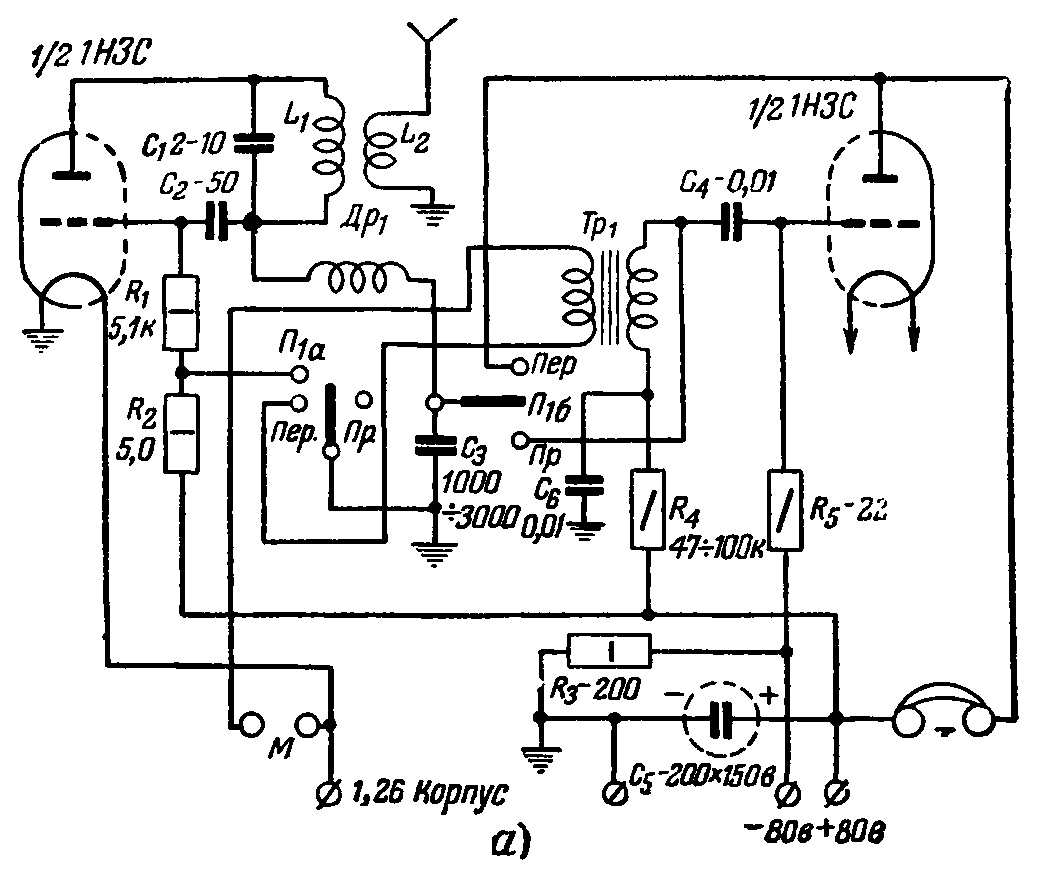 1/2 1Н3С
1/2 1Н3С
L₁
L₂
C₁ 2-10
C₂-50
Др₁
C₄-0,01
Тр₁
R₁
5,1к
П₁а
Пер
R₂
5,0
Пер.
Пр
П₁б
Пр
C₃
1000
÷3000
C₆
0,01
R₄
47÷100к
R₅-22
R₃-200
-
+
М
C₅-200×150в
1,2б Корпус
-80в +80в
а)